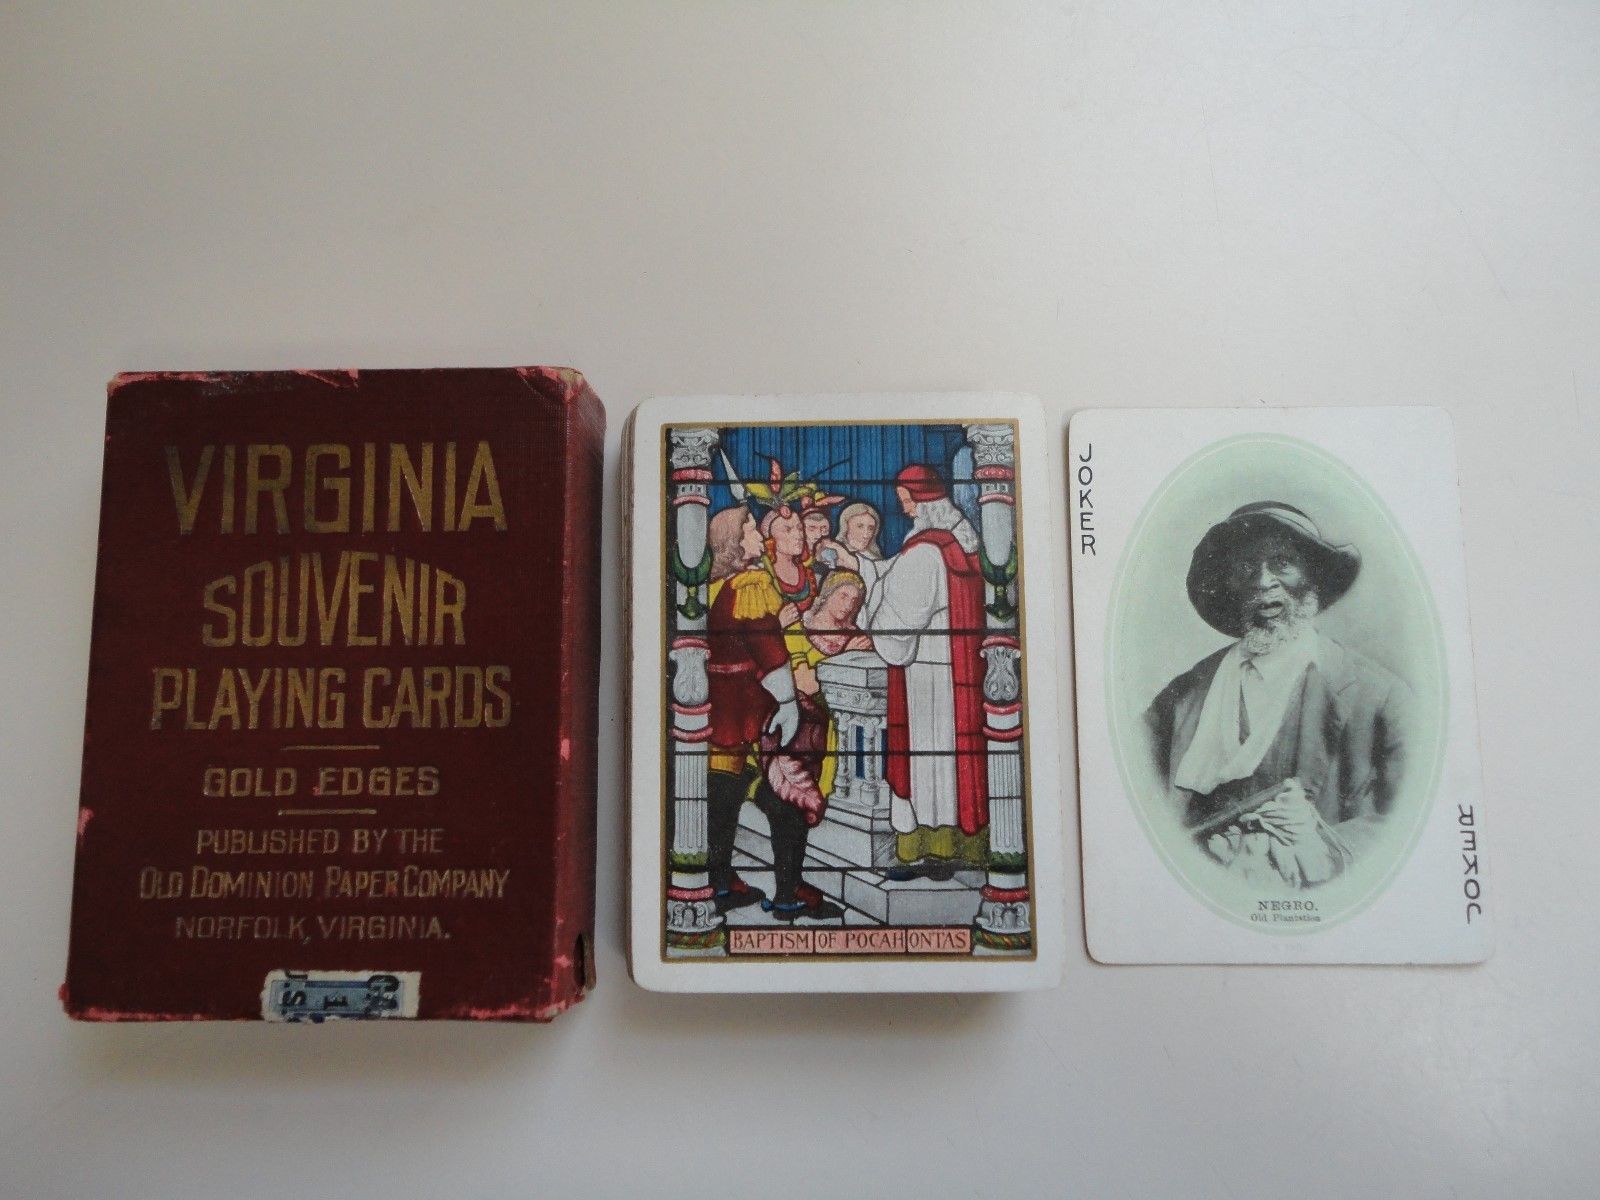 VIRGINIA
SOUVENIR
PLAYING CARDS
GOLD EDGES
PUBLISHED BY THE
OLD DOMINION PAPER COMPANY
NORFOLK, VIRGINIA.
BAPTISM OF POCAHONTAS
JOKER
NEGRO.
Old Plantation
JOKER